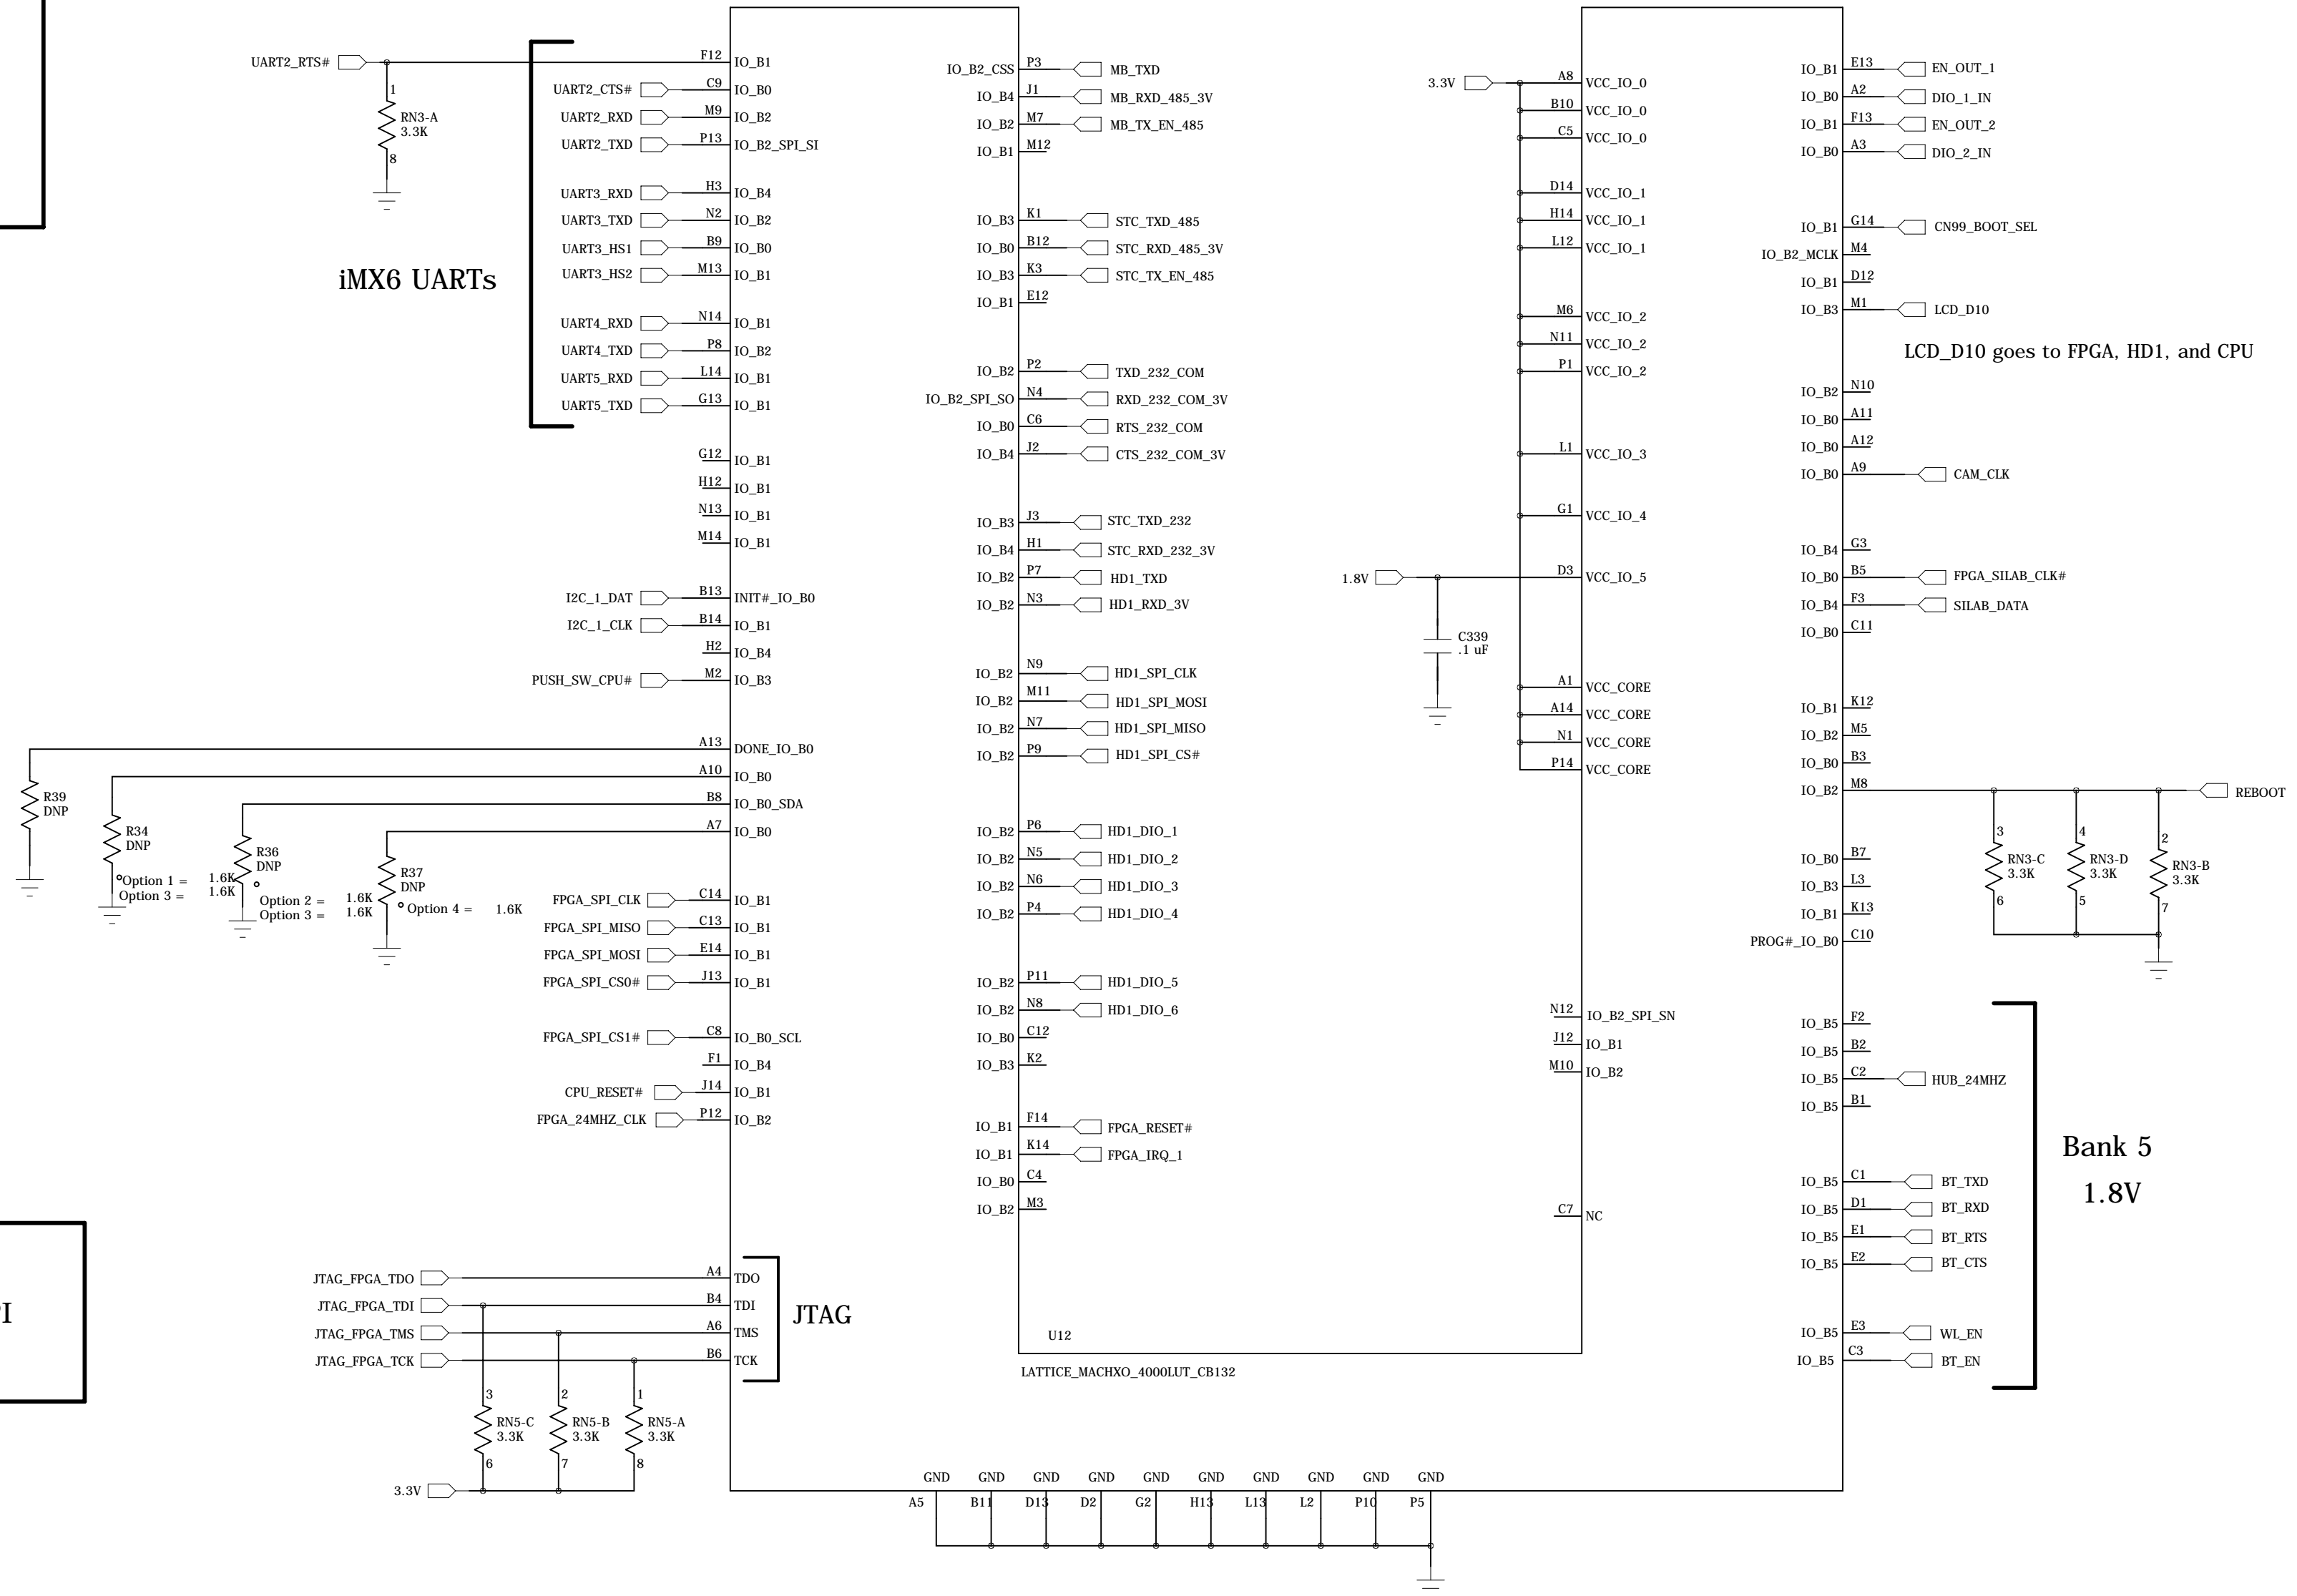 UART2_RTS#
1
RN3-A
3.3K
8
iMX6 UARTs
F12 IO_B1
UART2_CTS# C9 IO_B0
UART2_RXD M9 IO_B2
UART2_TXD P13 IO_B2_SPI_SI
UART3_RXD H3 IO_B4
UART3_TXD N2 IO_B2
UART3_HS1 B9 IO_B0
UART3_HS2 M13 IO_B1
UART4_RXD N14 IO_B1
UART4_TXD P8 IO_B2
UART5_RXD L14 IO_B1
UART5_TXD G13 IO_B1
G12 IO_B1
H12 IO_B1
N13 IO_B1
M14 IO_B1
I2C_1_DAT B13 INIT#_IO_B0
I2C_1_CLK B14 IO_B1
H2 IO_B4
PUSH_SW_CPU# M2 IO_B3
A13 DONE_IO_B0
A10 IO_B0
B8 IO_B0_SDA
A7 IO_B0
R39
DNP
R34
DNP
Option 1 = 1.6K
Option 3 = 1.6K
R36
DNP
Option 2 = 1.6K
Option 3 = 1.6K
R37
DNP
Option 4 = 1.6K
FPGA_SPI_CLK C14 IO_B1
FPGA_SPI_MISO C13 IO_B1
FPGA_SPI_MOSI E14 IO_B1
FPGA_SPI_CS0# J13 IO_B1
FPGA_SPI_CS1# C8 IO_B0_SCL
F1 IO_B4
CPU_RESET# J14 IO_B1
FPGA_24MHZ_CLK P12 IO_B2
PI
JTAG_FPGA_TDO A4 TDO
JTAG_FPGA_TDI B4 TDI
JTAG_FPGA_TMS A6 TMS
JTAG_FPGA_TCK B6 TCK
JTAG
3 2 1
RN5-C RN5-B RN5-A
3.3K 3.3K 3.3K
6 7 8
3.3V
IO_B2_CSS P3 MB_TXD
IO_B4 J1 MB_RXD_485_3V
IO_B2 M7 MB_TX_EN_485
IO_B1 M12
IO_B3 K1 STC_TXD_485
IO_B0 B12 STC_RXD_485_3V
IO_B3 K3 STC_TX_EN_485
IO_B1 E12
IO_B2 P2 TXD_232_COM
IO_B2_SPI_SO N4 RXD_232_COM_3V
IO_B0 C6 RTS_232_COM
IO_B4 J2 CTS_232_COM_3V
IO_B3 J3 STC_TXD_232
IO_B4 H1 STC_RXD_232_3V
IO_B2 P7 HD1_TXD
IO_B2 N3 HD1_RXD_3V
IO_B2 N9 HD1_SPI_CLK
IO_B2 M11 HD1_SPI_MOSI
IO_B2 N7 HD1_SPI_MISO
IO_B2 P9 HD1_SPI_CS#
IO_B2 P6 HD1_DIO_1
IO_B2 N5 HD1_DIO_2
IO_B2 N6 HD1_DIO_3
IO_B2 P4 HD1_DIO_4
IO_B2 P11 HD1_DIO_5
IO_B2 N8 HD1_DIO_6
IO_B0 C12
IO_B3 K2
IO_B1 F14 FPGA_RESET#
IO_B1 K14 FPGA_IRQ_1
IO_B0 C4
IO_B2 M3
U12
LATTICE_MACHXO_4000LUT_CB132
3.3V A8 VCC_IO_0
B10 VCC_IO_0
C5 VCC_IO_0
D14 VCC_IO_1
H14 VCC_IO_1
L12 VCC_IO_1
M6 VCC_IO_2
N11 VCC_IO_2
P1 VCC_IO_2
L1 VCC_IO_3
G1 VCC_IO_4
1.8V D3 VCC_IO_5
C339
.1 uF
A1 VCC_CORE
A14 VCC_CORE
N1 VCC_CORE
P14 VCC_CORE
N12 IO_B2_SPI_SN
J12 IO_B1
M10 IO_B2
C7 NC
IO_B1 E13 EN_OUT_1
IO_B0 A2 DIO_1_IN
IO_B1 F13 EN_OUT_2
IO_B0 A3 DIO_2_IN
IO_B1 G14 CN99_BOOT_SEL
IO_B2_MCLK M4
IO_B1 D12
IO_B3 M1 LCD_D10
LCD_D10 goes to FPGA, HD1, and CPU
IO_B2 N10
IO_B0 A11
IO_B0 A12
IO_B0 A9 CAM_CLK
IO_B4 G3
IO_B0 B5 FPGA_SILAB_CLK#
IO_B4 F3 SILAB_DATA
IO_B0 C11
IO_B1 K12
IO_B2 M5
IO_B0 B3
IO_B2 M8 REBOOT
3 4 2
RN3-C RN3-D RN3-B
3.3K 3.3K 3.3K
6 5 7
IO_B0 B7
IO_B3 L3
IO_B1 K13
PROG#_IO_B0 C10
IO_B5 F2
IO_B5 B2
IO_B5 C2 HUB_24MHZ
IO_B5 B1
Bank 5
1.8V
IO_B5 C1 BT_TXD
IO_B5 D1 BT_RXD
IO_B5 E1 BT_RTS
IO_B5 E2 BT_CTS
IO_B5 E3 WL_EN
IO_B5 C3 BT_EN
GND GND GND GND GND GND GND GND GND GND
A5 B11 D13 D2 G2 H13 L13 L2 P10 P5